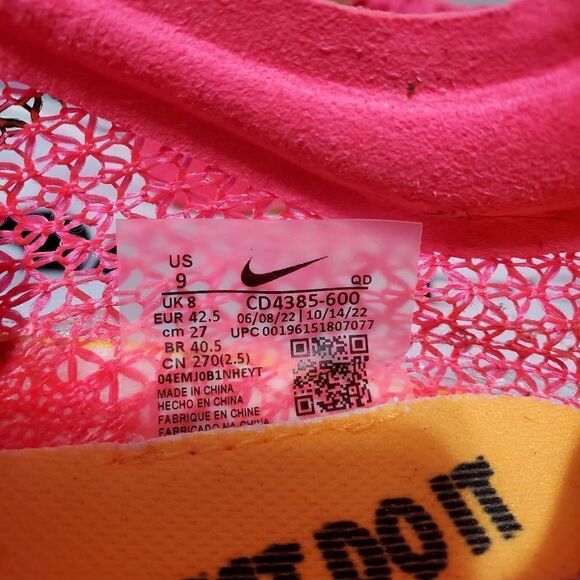 US
9
QD
UK 8
CD4385-600
EUR 42.5
06/08/22 | 10/14/22
cm 27
UPC 00196151807077
BR 40.5
CN 270(2.5)
04EMJ0B1NHEYT
MADE IN CHINA
HECHO EN CHINA
FABRIQUE EN CHINE
FABRICADO NA CHINA
DO IT